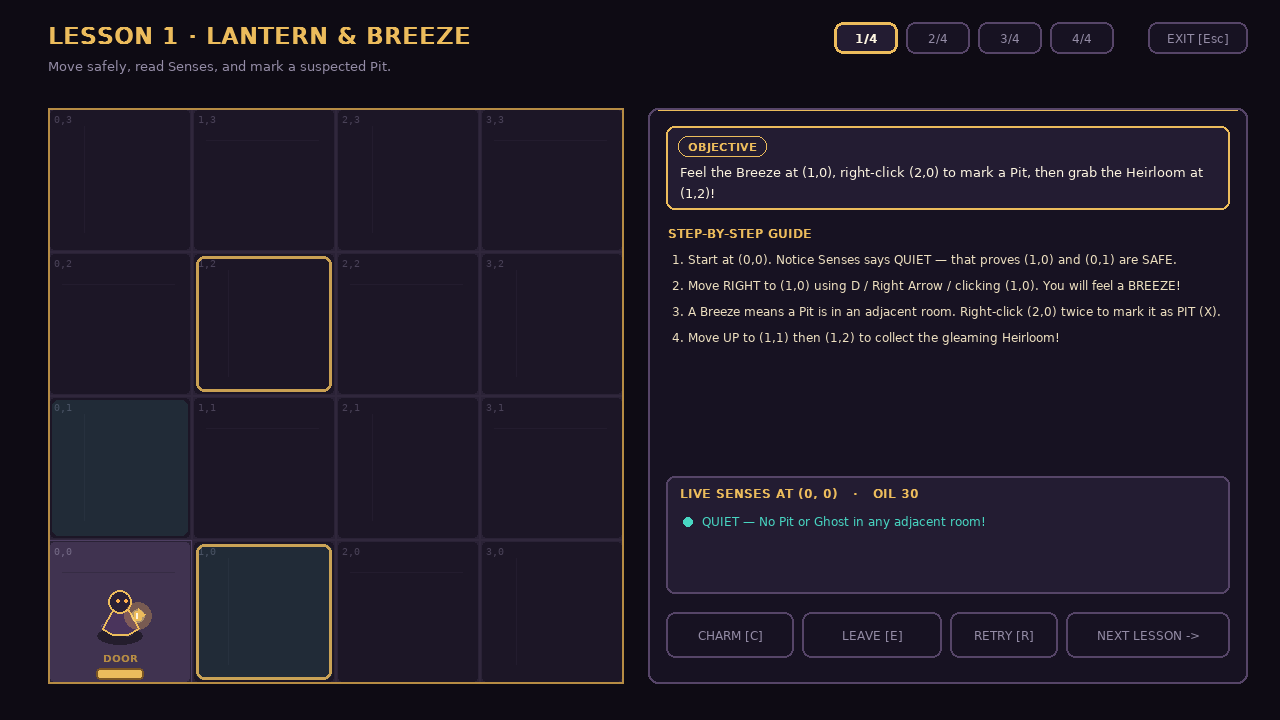 LESSON 1 · LANTERN & BREEZE
Move safely, read Senses, and mark a suspected Pit.
1/4
2/4
3/4
4/4
EXIT [Esc]
0,3
1,3
2,3
3,3
0,2
1,2
2,2
3,2
0,1
1,1
2,1
3,1
0,0
1,0
2,0
3,0
DOOR
OBJECTIVE
Feel the Breeze at (1,0), right-click (2,0) to mark a Pit, then grab the Heirloom at
(1,2)!
STEP-BY-STEP GUIDE
1. Start at (0,0). Notice Senses says QUIET — that proves (1,0) and (0,1) are SAFE.
2. Move RIGHT to (1,0) using D / Right Arrow / clicking (1,0). You will feel a BREEZE!
3. A Breeze means a Pit is in an adjacent room. Right-click (2,0) twice to mark it as PIT (X).
4. Move UP to (1,1) then (1,2) to collect the gleaming Heirloom!
LIVE SENSES AT (0, 0) · OIL 30
QUIET — No Pit or Ghost in any adjacent room!
CHARM [C]
LEAVE [E]
RETRY [R]
NEXT LESSON ->